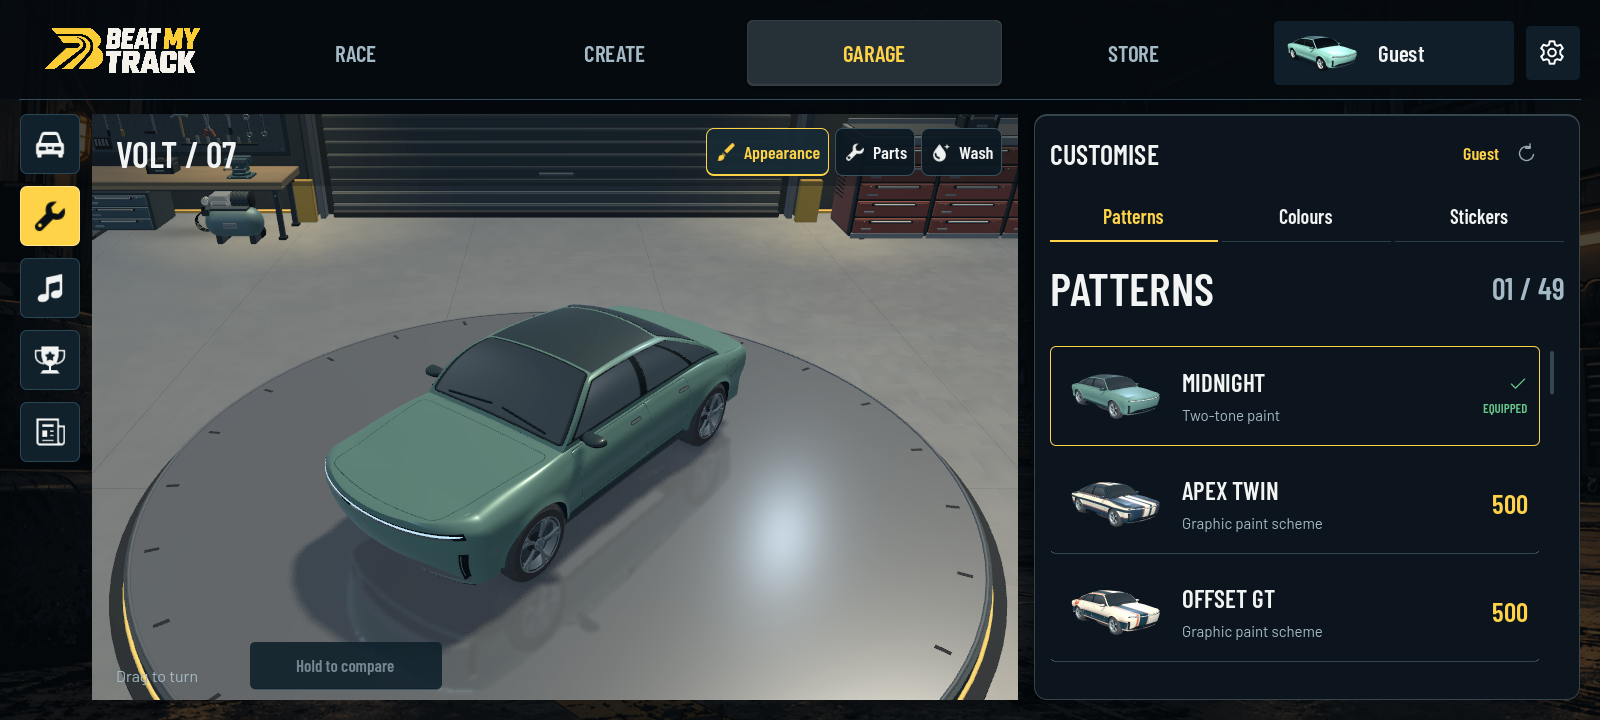 BEAT MY
TRACK
RACE
CREATE
GARAGE
STORE
Guest
VOLT / 07
Appearance
Parts
Wash
Drag to turn
Hold to compare
CUSTOMISE
Guest
Patterns
Colours
Stickers
PATTERNS
01 / 49
MIDNIGHT
Two-tone paint
EQUIPPED
APEX TWIN
Graphic paint scheme
500
OFFSET GT
Graphic paint scheme
500